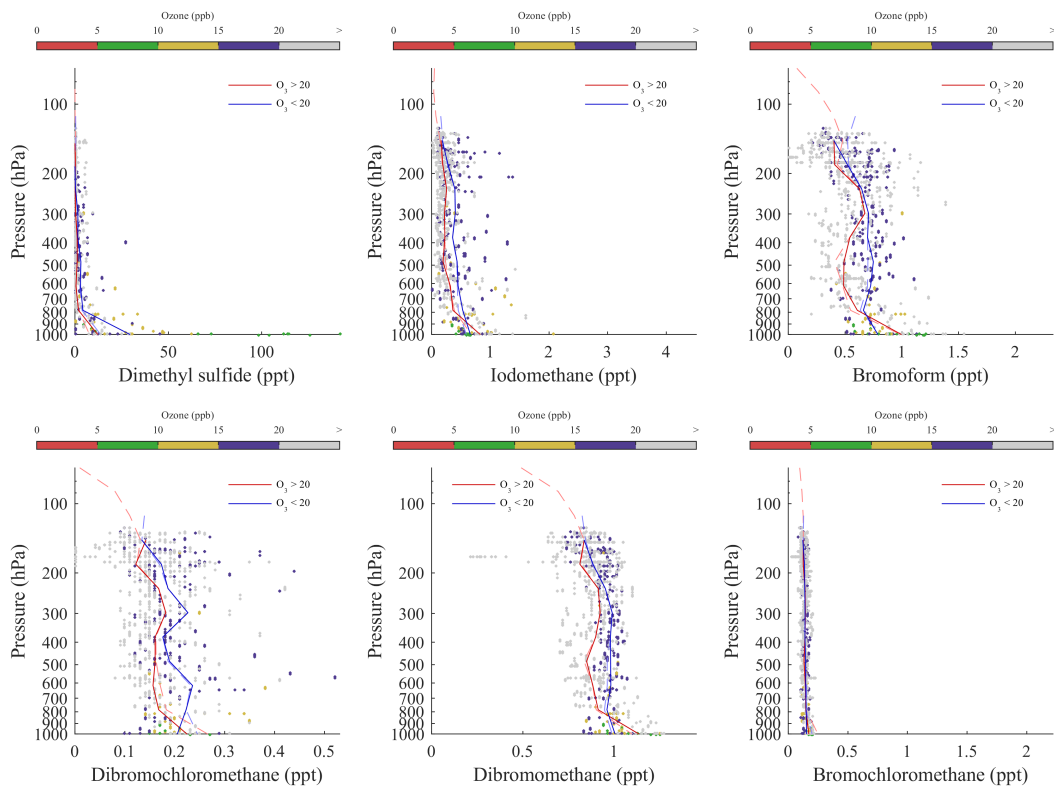 Ozone (ppb) Ozone (ppb) Ozone (ppb)
0 5 10 15 20 > 0 5 10 15 20 > 0 5 10 15 20 >
O3 > 20 O3 > 20 O3 > 20
O3 < 20 O3 < 20 O3 < 20
Pressure (hPa) Pressure (hPa) Pressure (hPa)
100 100 100
200 200 200
300 300 300
400 400 400
500 500 500
600 600 600
700 700 700
800 800 800
900 900 900
1000 1000 1000
0 50 100 0 1 2 3 4 0 0.5 1 1.5 2
Dimethyl sulfide (ppt) Iodomethane (ppt) Bromoform (ppt)
Ozone (ppb) Ozone (ppb) Ozone (ppb)
0 5 10 15 20 > 0 5 10 15 20 > 0 5 10 15 20 >
O3 > 20 O3 > 20 O3 > 20
O3 < 20 O3 < 20 O3 < 20
Pressure (hPa) Pressure (hPa) Pressure (hPa)
100 100 100
200 200 200
300 300 300
400 400 400
500 500 500
600 600 600
700 700 700
800 800 800
900 900 900
1000 1000 1000
0 0.1 0.2 0.3 0.4 0.5 0 0.5 1 0 0.5 1 1.5 2
Dibromochloromethane (ppt) Dibromomethane (ppt) Bromochloromethane (ppt)